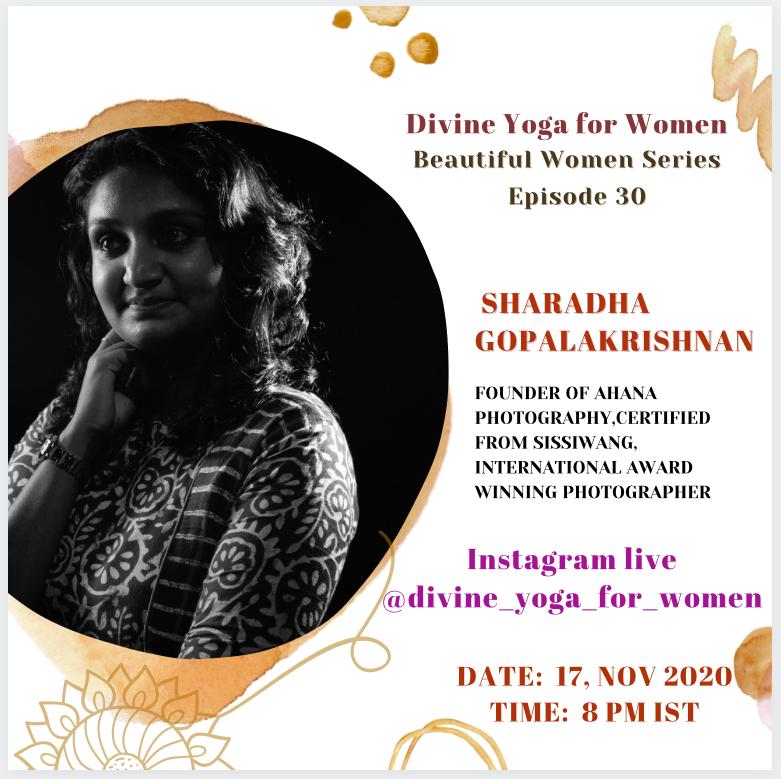 Divine Yoga for Women
Beautiful Women Series
Episode 30
SHARADHA
GOPALAKRISHNAN
FOUNDER OF AHANA
PHOTOGRAPHY,CERTIFIED
FROM SISSIWANG,
INTERNATIONAL AWARD
WINNING PHOTOGRAPHER
Instagram live
@divine_yoga_for_women
DATE: 17, NOV 2020
TIME: 8 PM IST